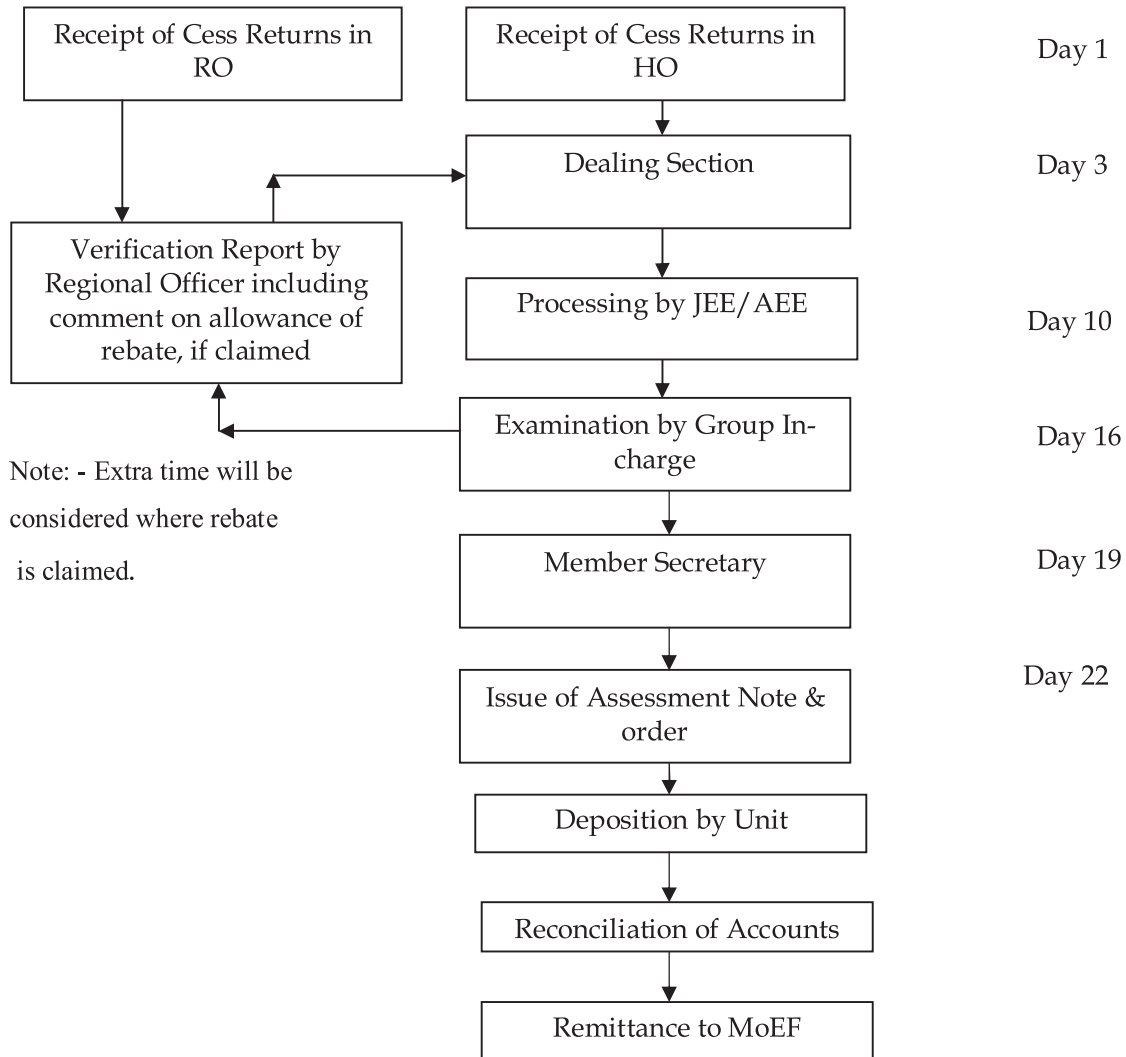 Receipt of Cess Returns in
RO
Receipt of Cess Returns in
HO
Day 1
Dealing Section
Day 3
Verification Report by
Regional Officer including
comment on allowance of
rebate, if claimed
Processing by JEE/AEE
Day 10
Examination by Group In-
charge
Day 16
Note: - Extra time will be
considered where rebate
is claimed.
Member Secretary
Day 19
Issue of Assessment Note &
order
Day 22
Deposition by Unit
Reconciliation of Accounts
Remittance to MoEF